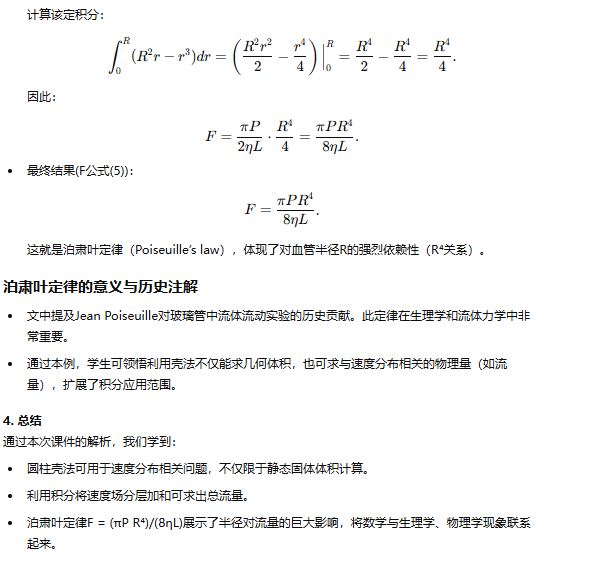 计算该定积分：
∫₀ᴿ(R²r − r³)dr = (R²r²/2 − r⁴/4)|₀ᴿ = R⁴/2 − R⁴/4 = R⁴/4.
因此：
F = πP/2ηL · R⁴/4 = πPR⁴/8ηL.
• 最终结果(F公式(5))：
F = πPR⁴/8ηL.
这就是泊肃叶定律（Poiseuille’s law），体现了对血管半径R的强烈依赖性（R⁴关系）。
泊肃叶定律的意义与历史注解
• 文中提及Jean Poiseuille对玻璃管中流体流动实验的历史贡献。此定律在生理学和流体力学中非
常重要。
• 通过本例，学生可领悟利用壳法不仅能求几何体积，也可求与速度分布相关的物理量（如流
量），扩展了积分应用范围。
4. 总结
通过本次课件的解析，我们学到：
• 圆柱壳法可用于速度分布相关问题，不仅限于静态固体体积计算。
• 利用积分将速度场分层加和可求出总流量。
• 泊肃叶定律F = (πP R⁴)/(8ηL)展示了半径对流量的巨大影响，将数学与生理学、物理学现象联系
起来。